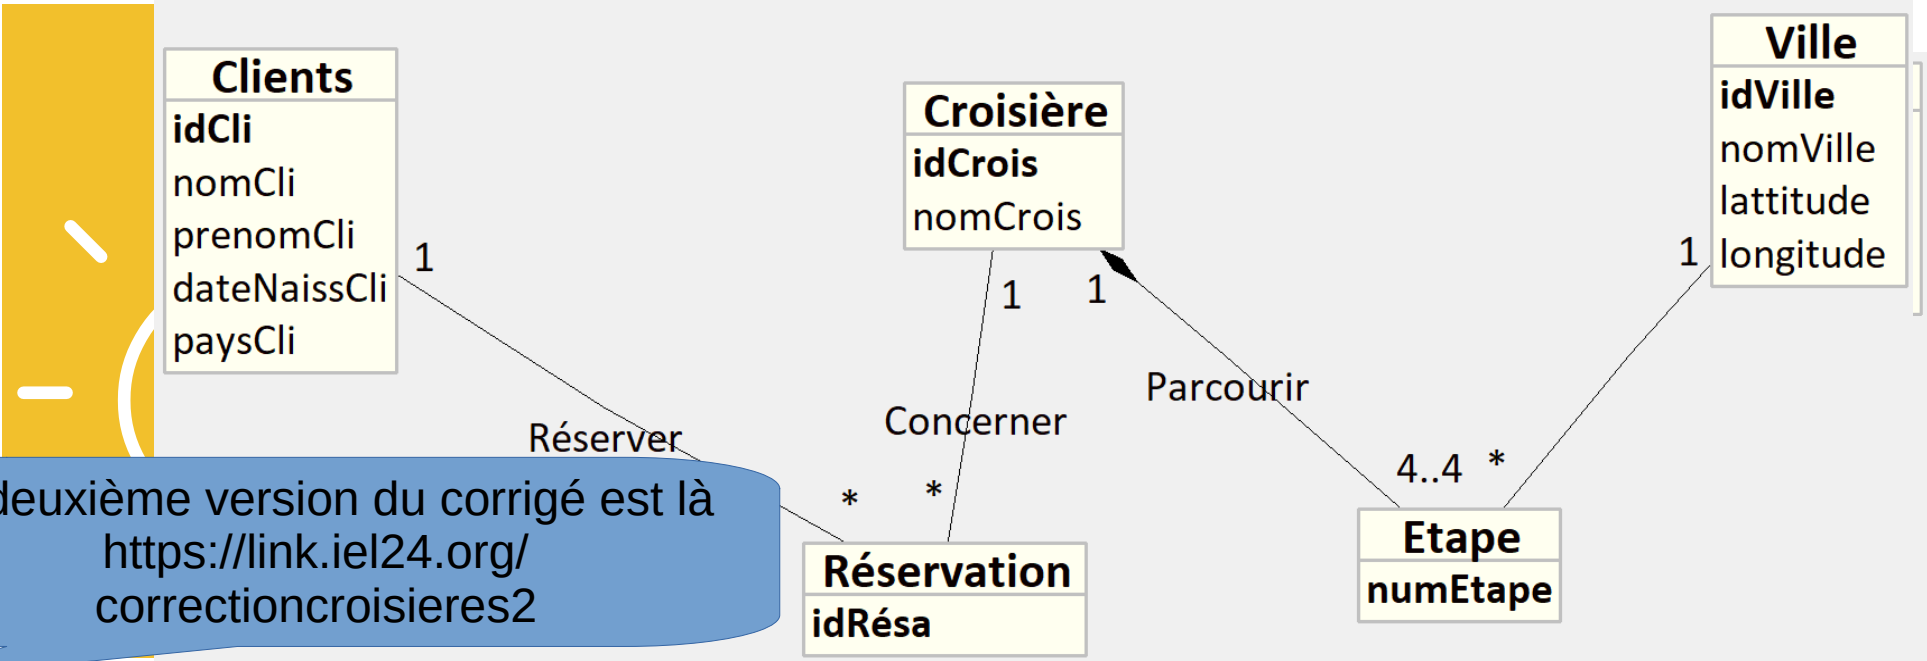 Clients
idCli
nomCli
prenomCli
dateNaissCli
paysCli
1
Réserver
*
Croisière
idCrois
nomCrois
1
1
Concerner
*
Parcourir
4..4
*
Ville
idVille
nomVille
lattitude
longitude
1
Réservation
idRésa
Etape
numEtape
deuxième version du corrigé est là
https://link.iel24.org/
correctioncroisieres2